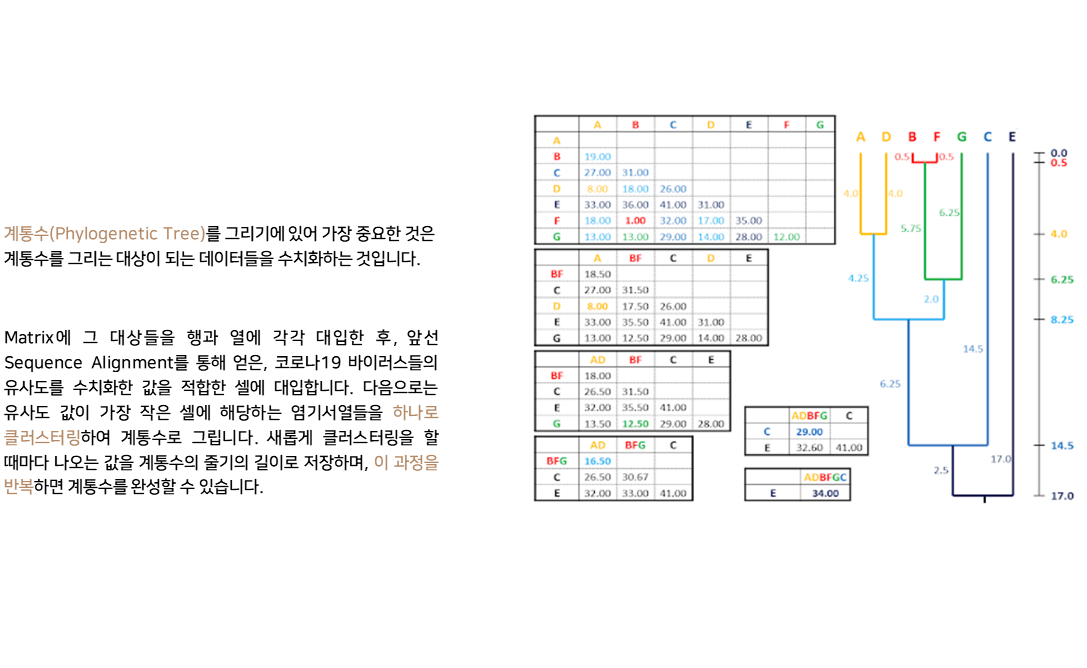 계통수(Phylogenetic Tree)를 그리기에 있어 가장 중요한 것은
계통수를 그리는 대상이 되는 데이터들을 수치화하는 것입니다.
Matrix에 그 대상들을 행과 열에 각각 대입한 후, 앞선
Sequence Alignment를 통해 얻은, 코로나19 바이러스들의
유사도를 수치화한 값을 적합한 셀에 대입합니다. 다음으로는
유사도 값이 가장 작은 셀에 해당하는 염기서열들을 하나로
클러스터링하여 계통수로 그립니다. 새롭게 클러스터링을 할
때마다 나오는 값을 계통수의 줄기의 길이로 저장하며, 이 과정을
반복하면 계통수를 완성할 수 있습니다.
A B C D E F G
A
B 19.00
C 27.00 31.00
D 8.00 18.00 26.00
E 33.00 36.00 41.00 31.00
F 18.00 1.00 32.00 17.00 35.00
G 13.00 13.00 29.00 14.00 28.00 12.00
A BF C D E
BF 18.50
C 27.00 31.50
D 8.00 17.50 26.00
E 33.00 35.50 41.00 31.00
G 13.00 12.50 29.00 14.00 28.00
AD BF C E
BF 18.00
C 26.50 31.50
E 32.00 35.50 41.00
G 13.50 12.50 29.00 28.00
AD BFG C
BFG 16.50
C 26.50 30.67
E 32.00 33.00 41.00
ADBFG C
C 29.00
E 32.60 41.00
ADBFGC
E 34.00
A D B F G C E
0.5 0.5
4.0 4.0
6.25
5.75
4.25
2.0
14.5
6.25
17.0
2.5
0.0
0.5
4.0
6.25
8.25
14.5
17.0